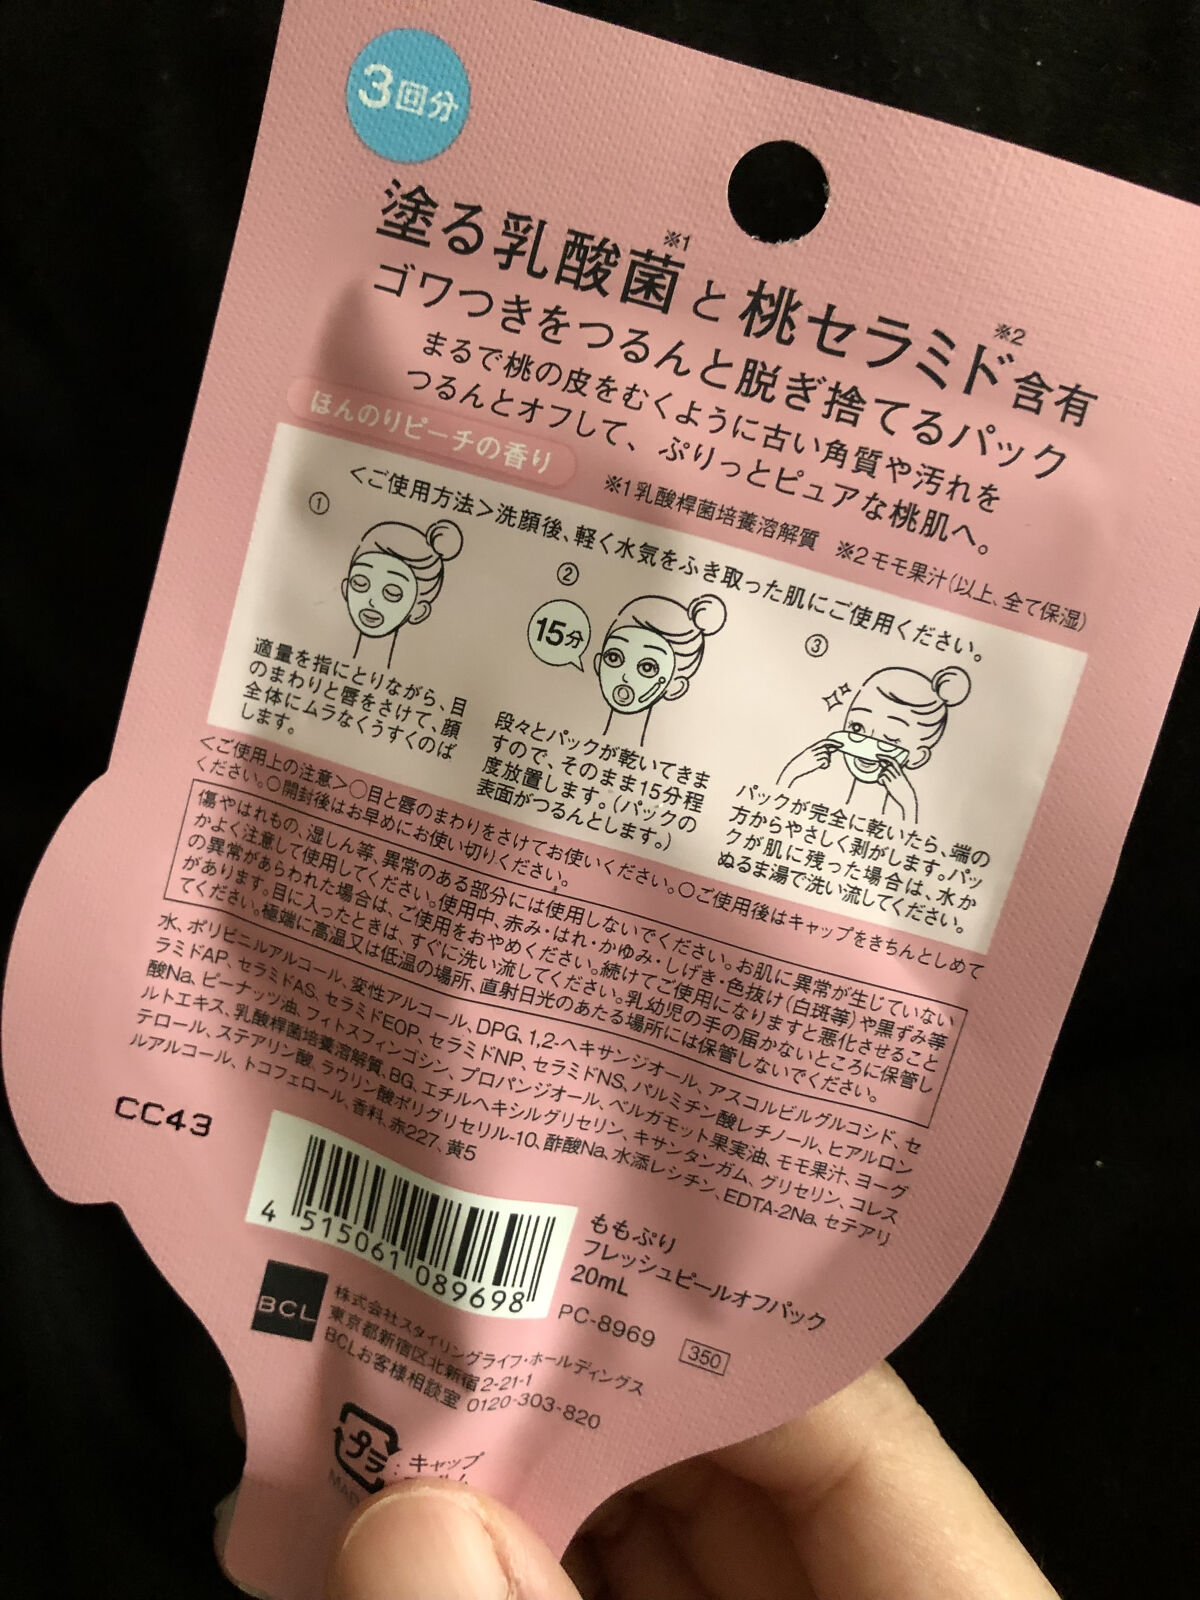 3回分
塗る乳酸菌※1と桃セラミド※2含有
ゴワつきをつるんと脱ぎ捨てるパック
まるで桃の皮をむくように古い角質や汚れを
つるんとオフして、ぷりっとピュアな桃肌へ。
ほんのりピーチの香り
※1乳酸桿菌培養溶解質 ※2モモ果汁(以上、全て保湿)
<ご使用方法>洗顔後、軽く水気をふき取った肌にご使用ください。
①
適量を指にとりながら、目
のまわりと唇をさけて、顔
全体にムラなくうすくのば
します。
②
15分
段々とパックが乾いてきま
すので、そのまま15分程
度放置します。(パックの
表面がつるんとします。)
③
パックが完全に乾いたら、端の
方からやさしく剥がします。パッ
クが肌に残った場合は、水か
ぬるま湯で洗い流してください。
<ご使用上の注意>○目と唇のまわりをさけてお使いください。○ご使用後はキャップをきちんとしめて
ください。○開封後はお早めにお使い切りください。
傷やはれもの、湿しん等、異常のある部分には使用しないでください。お肌に異常が生じていない
かよく注意して使用してください。使用中、赤み・はれ・かゆみ・しげき・色抜け(白斑等)や黒ずみ等
の異常があらわれた場合は、ご使用をおやめください。続けてご使用になりますと悪化させること
があります。目に入ったときは、すぐに洗い流してください。乳幼児の手の届かないところに保管し
てください。極端に高温又は低温の場所、直射日光のあたる場所には保管しないでください。
水、ポリビニルアルコール、変性アルコール、DPG、1,2-ヘキサンジオール、アスコルビルグルコシド、セ
ラミドAP、セラミドAS、セラミドEOP、セラミドNP、セラミドNS、パルミチン酸レチノール、ヒアルロン
酸Na、ピーナッツ油、フィトスフィンゴシン、プロパンジオール、ベルガモット果実油、モモ果汁、ヨーグ
ルトエキス、乳酸桿菌培養溶解質、BG、エチルヘキシルグリセリン、キサンタンガム、グリセリン、コレス
テロール、ステアリン酸、ラウリン酸ポリグリセリル-10、酢酸Na、水添レシチン、EDTA-2Na、セテアリ
ルアルコール、トコフェロール、香料、赤227、黄5
CC43
4 515061 089698
ももぷり
フレッシュピールオフパック
20mL
PC-8969 350
BCL
株式会社スタイリングライフ・ホールディングス
東京都新宿区北新宿2-21-1
BCLお客様相談室 0120-303-820
プラ
:キャップ